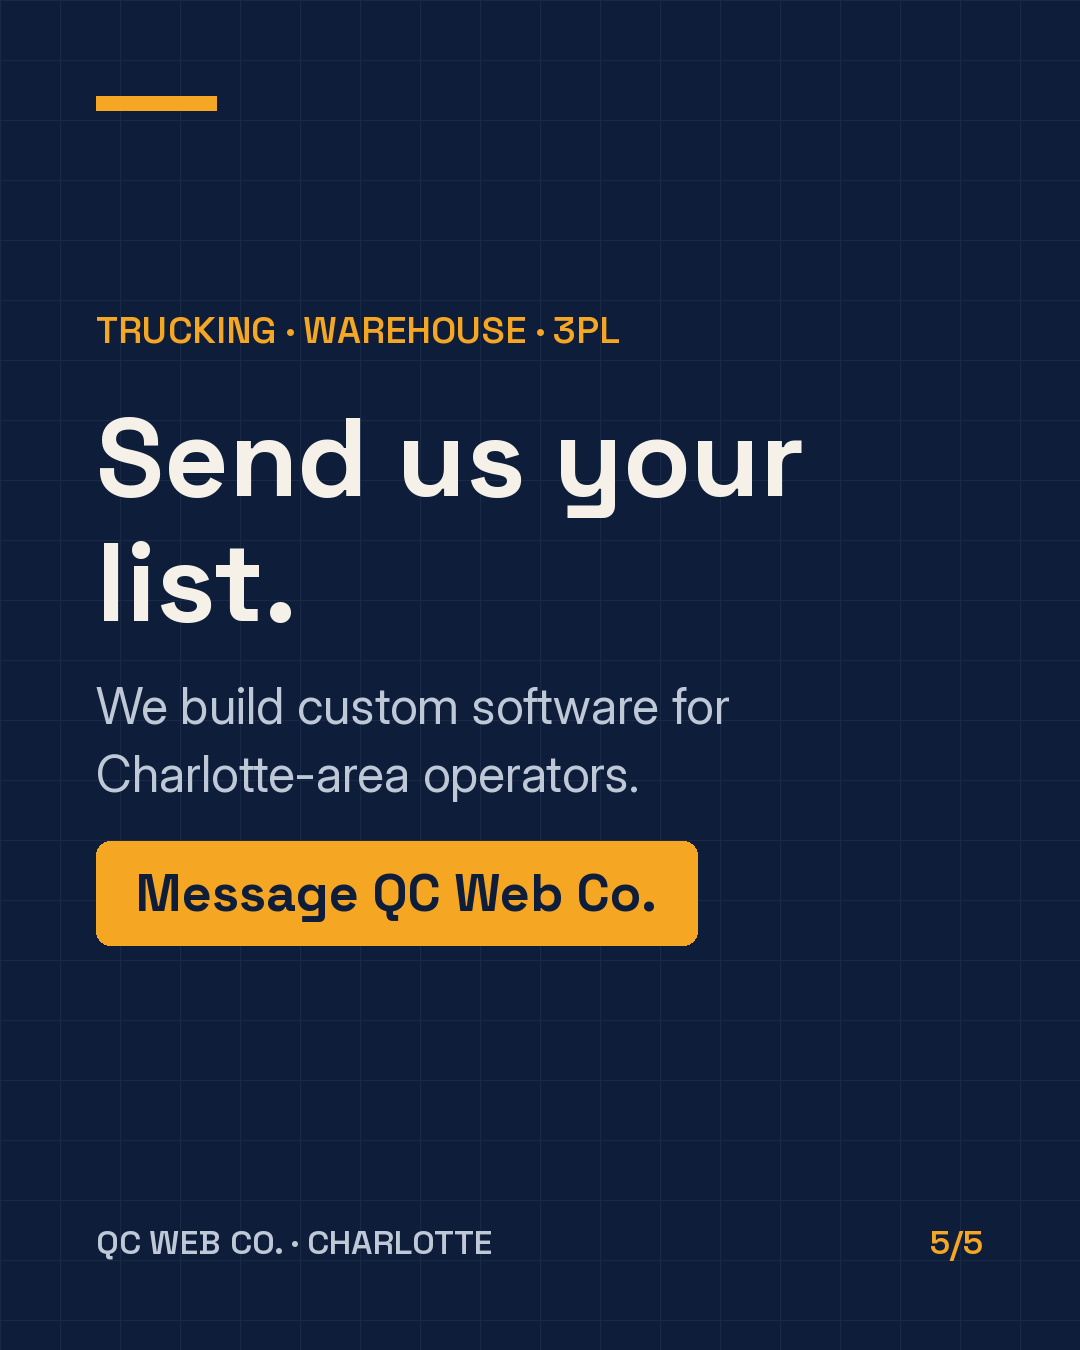 TRUCKING · WAREHOUSE · 3PL
Send us your
list.
We build custom software for
Charlotte-area operators.
Message QC Web Co.
QC WEB CO. · CHARLOTTE
5/5